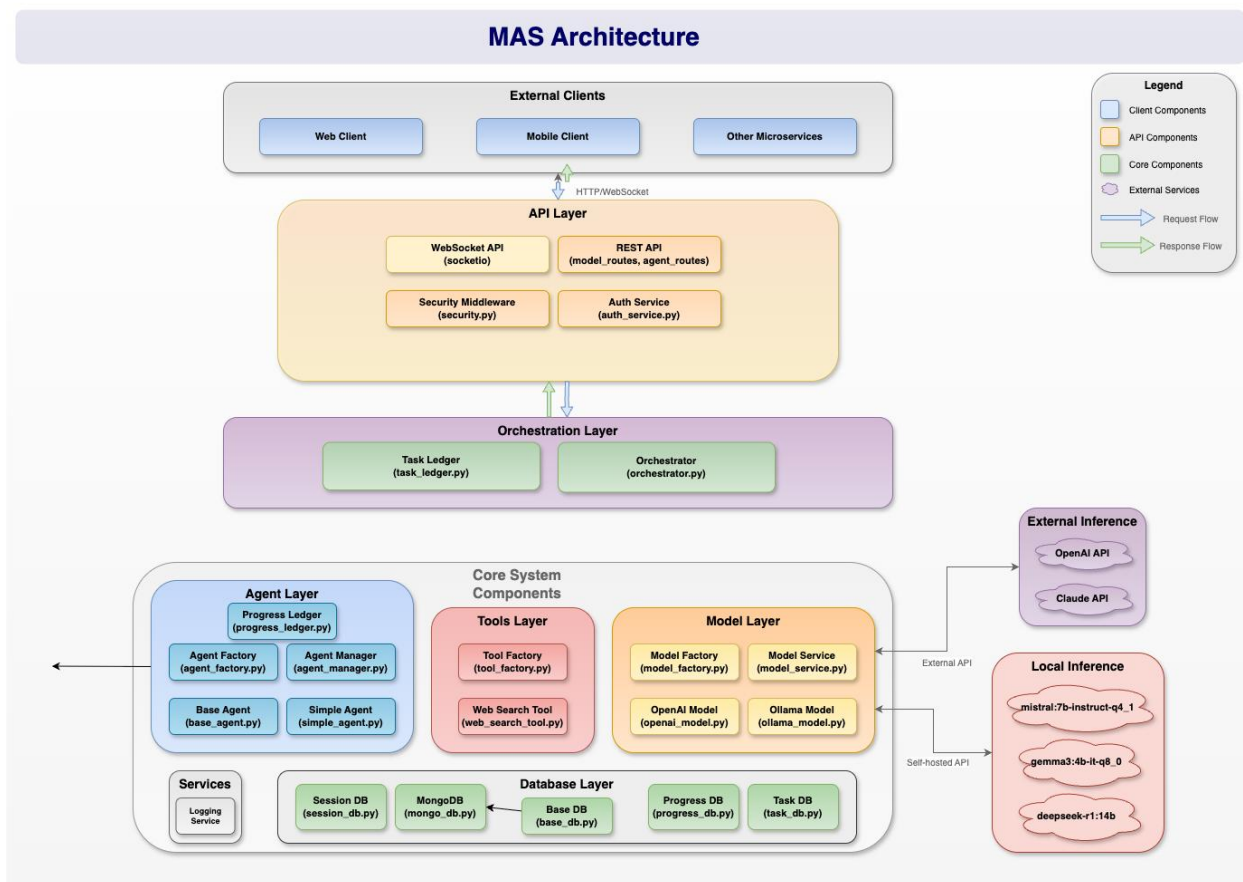 MAS Architecture
External Clients
Web Client
Mobile Client
Other Microservices
HTTP/WebSocket
Legend
Client Components
API Components
Core Components
External Services
Request Flow
Response Flow
API Layer
WebSocket API
(socketio)
REST API
(model_routes, agent_routes)
Security Middleware
(security.py)
Auth Service
(auth_service.py)
Orchestration Layer
Task Ledger
(task_ledger.py)
Orchestrator
(orchestrator.py)
Core System
Components
Agent Layer
Progress Ledger
(progress_ledger.py)
Agent Factory
(agent_factory.py)
Agent Manager
(agent_manager.py)
Base Agent
(base_agent.py)
Simple Agent
(simple_agent.py)
Tools Layer
Tool Factory
(tool_factory.py)
Web Search Tool
(web_search_tool.py)
Model Layer
Model Factory
(model_factory.py)
Model Service
(model_service.py)
OpenAI Model
(openai_model.py)
Ollama Model
(ollama_model.py)
External API
Self-hosted API
External Inference
OpenAI API
Claude API
Local Inference
mistral:7b-instruct-q4_1
gemma3:4b-it-q8_0
deepseek-r1:14b
Services
Logging
Service
Database Layer
Session DB
(session_db.py)
MongoDB
(mongo_db.py)
Base DB
(base_db.py)
Progress DB
(progress_db.py)
Task DB
(task_db.py)